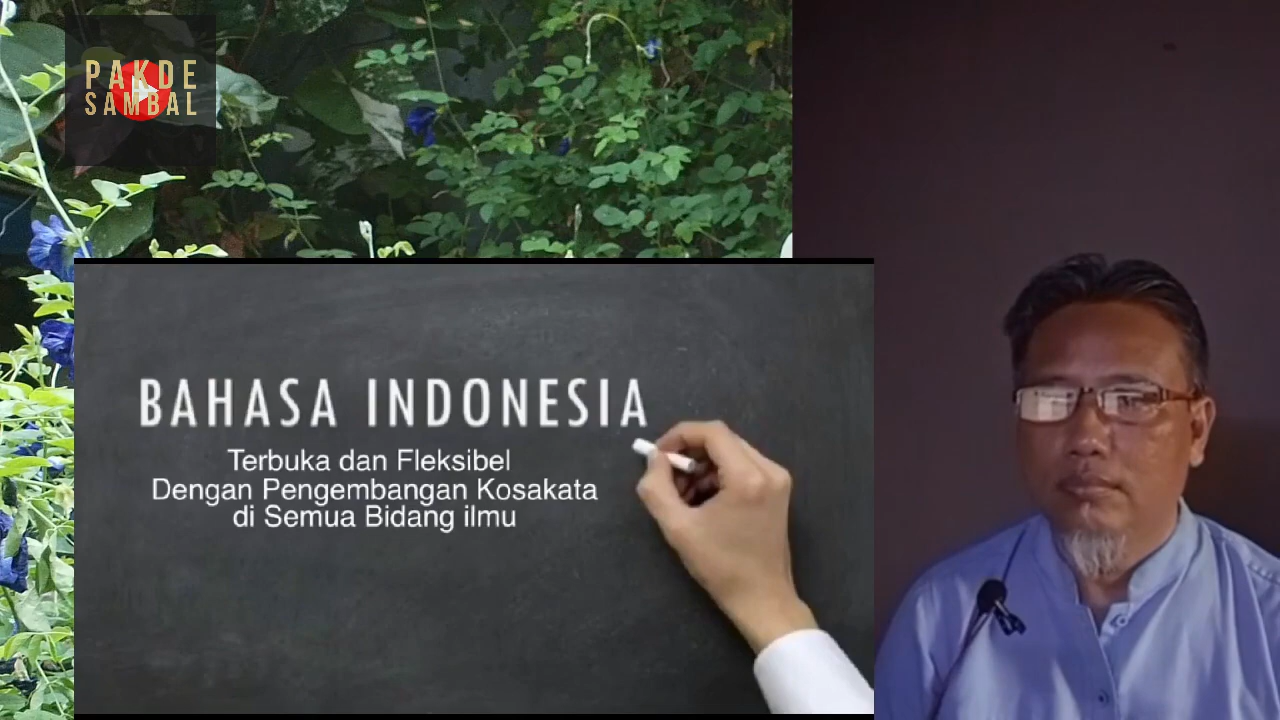 PAKDE
SAMBAL
BAHASA INDONESIA
Terbuka dan Fleksibel
Dengan Pengembangan Kosakata
di Semua Bidang ilmu